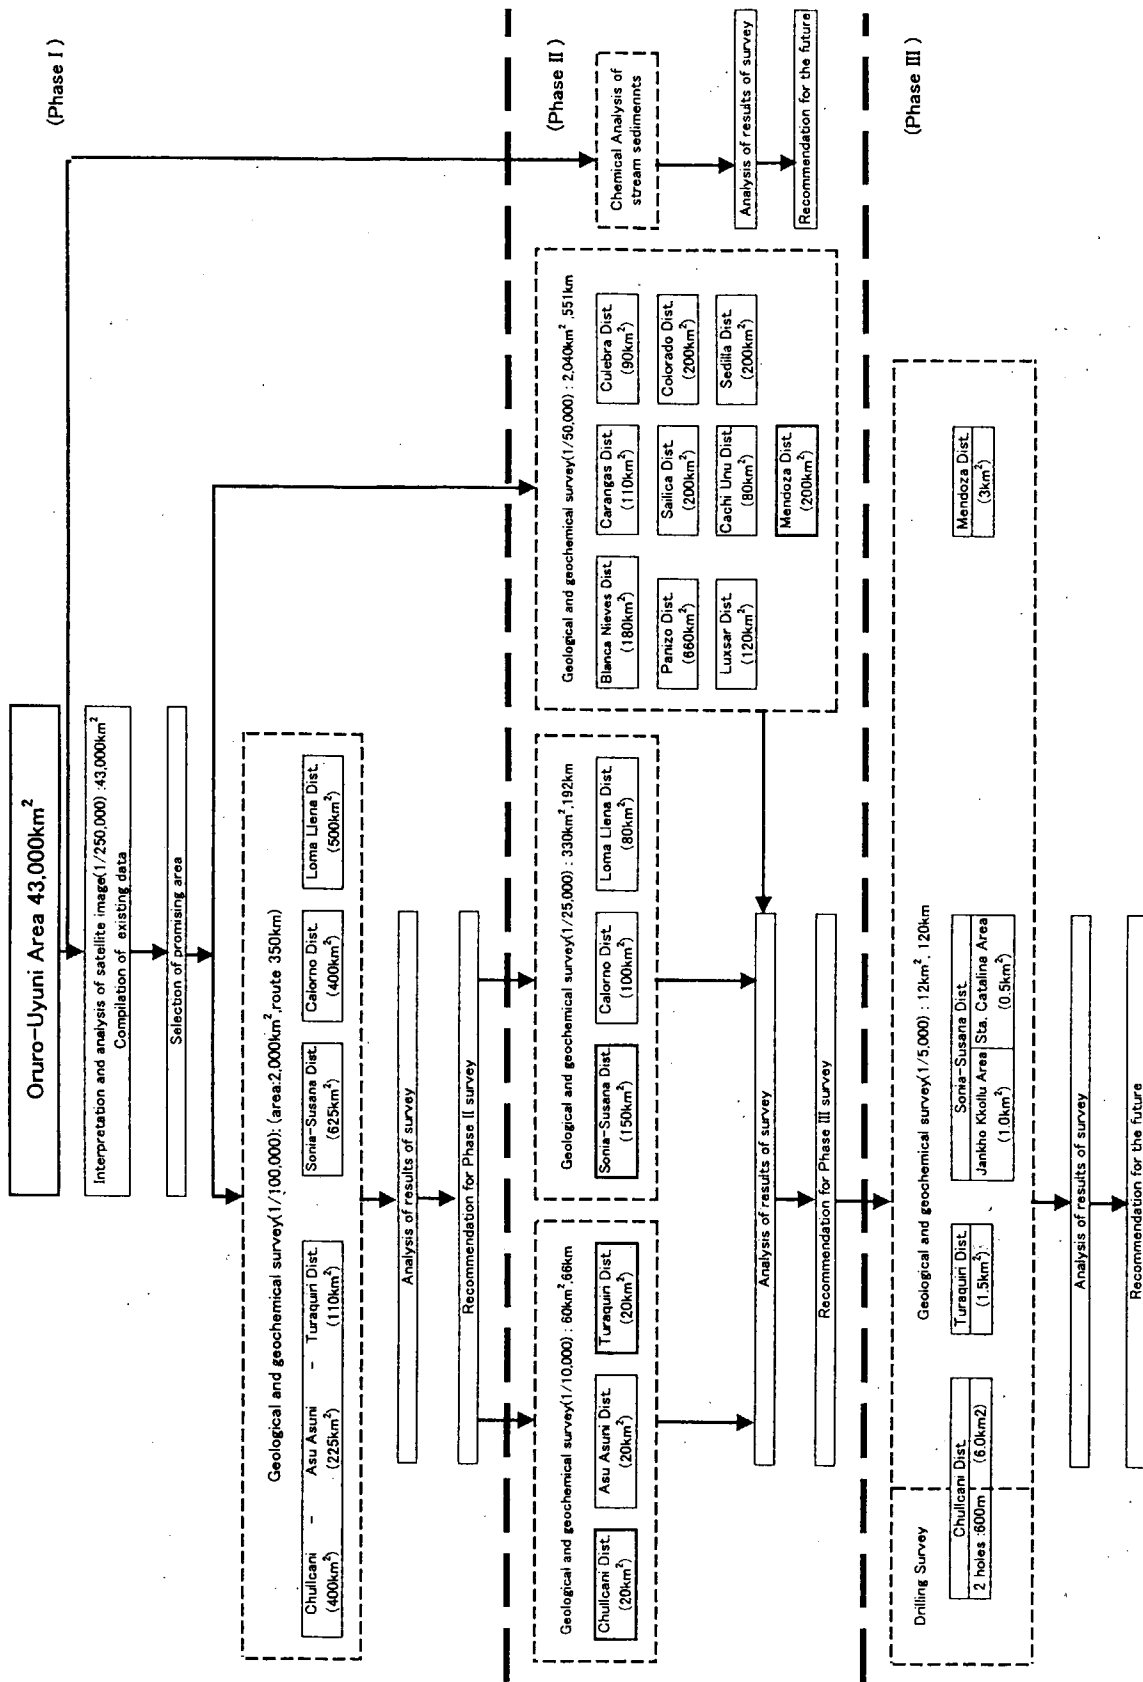 (Phase I )
Oruro-Uyuni Area 43,000km²
Interpretation and analysis of satellite image(1/250,000) :43,000km²
Compilation of existing data
Selection of promising area
Geological and geochemical survey(1/100,000); (area:2,000km²,route 350km)
Chullcani – Asu Asuni – Turaquiri Dist.
(400km²) (225km²) (110km²)
Sonia-Susana Dist.
(625km²)
Calorno Dist.
(400km²)
Loma Llena Dist.
(500km²)
Analysis of results of survey
Recommendation for Phase II survey
(Phase II )
Geological and geochemical survey(1/10,000) : 60km²,66km
Chullcani Dist.
(20km²)
Asu Asuni Dist.
(20km²)
Turaquiri Dist.
(20km²)
Geological and geochemical survey(1/25,000) : 330km²,192km
Sonia-Susana Dist.
(150km²)
Calorno Dist.
(100km²)
Loma Llena Dist.
(80km²)
Geological and geochemical survey(1/50,000) : 2,040km² ,551km
Blanca Nieves Dist.
(180km²)
Carangas Dist.
(110km²)
Culebra Dist.
(90km²)
Panizo Dist.
(660km²)
Sailica Dist.
(200km²)
Colorado Dist.
(200km²)
Luxsar Dist.
(120km²)
Cachi Unu Dist.
(80km²)
Sedilla Dist.
(200km²)
Mendoza Dist.
(200km²)
Chemical Analysis of
stream sedimennts
Analysis of results of survey
Recommendation for the future
Analysis of results of survey
Recommendation for Phase III survey
(Phase III )
Drilling Survey
Geological and geochemical survey(1/5,000) : 12km², 120km
Chullcani Dist.
2 holes :600m (6.0km2)
Turaquiri Dist.
(1.5km²)
Sonia-Susana Dist.
Jankho Kkollu Area Sta. Catalina Area
(1.0km²) (0.5km²)
Mendoza Dist.
(3km²)
Analysis of results of survey
Recommendation for the future